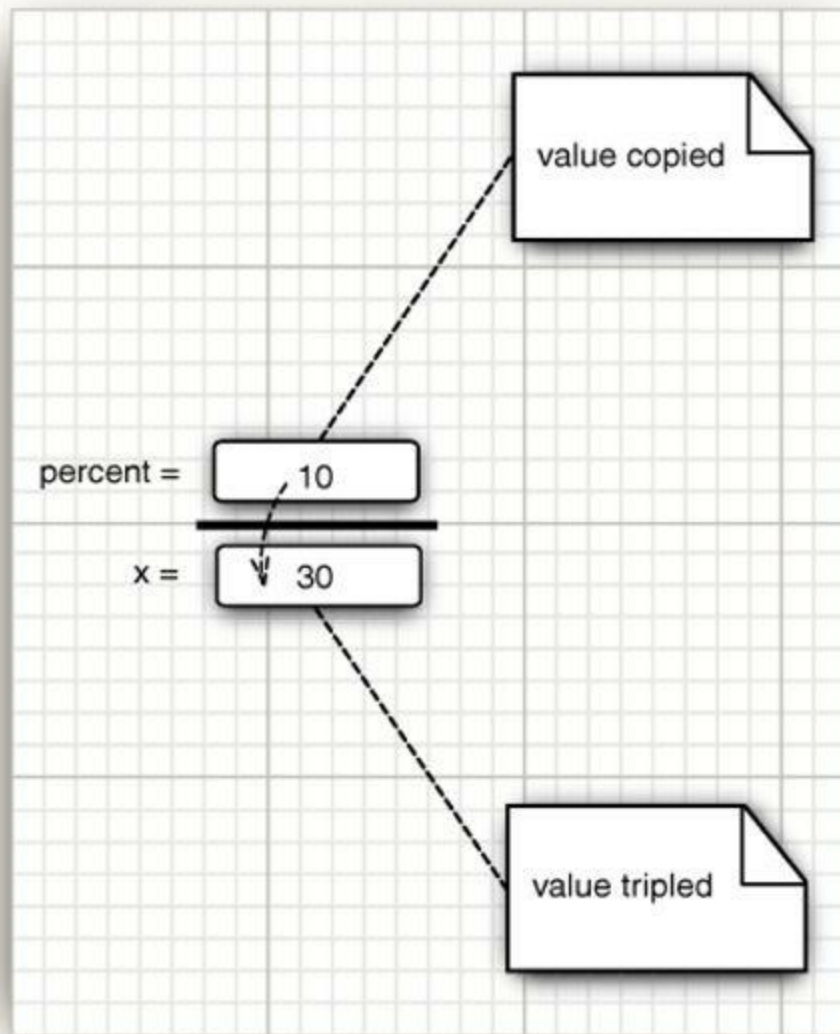 value copied
percent =
10
x =
30
value tripled